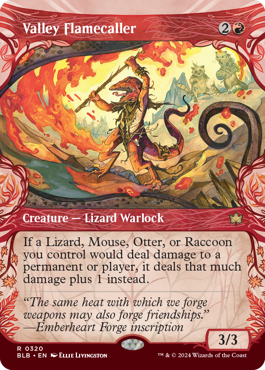 Valley Flamecaller 2
Creature — Lizard Warlock
If a Lizard, Mouse, Otter, or Raccoon
you control would deal damage to a
permanent or player, it deals that much
damage plus 1 instead.
“The same heat with which we forge
weapons may also forge friendships.”
—Emberheart Forge inscription
3/3
R 0320
BLB • EN ELLIE LIVINGSTON
™ & © 2024 Wizards of the Coast